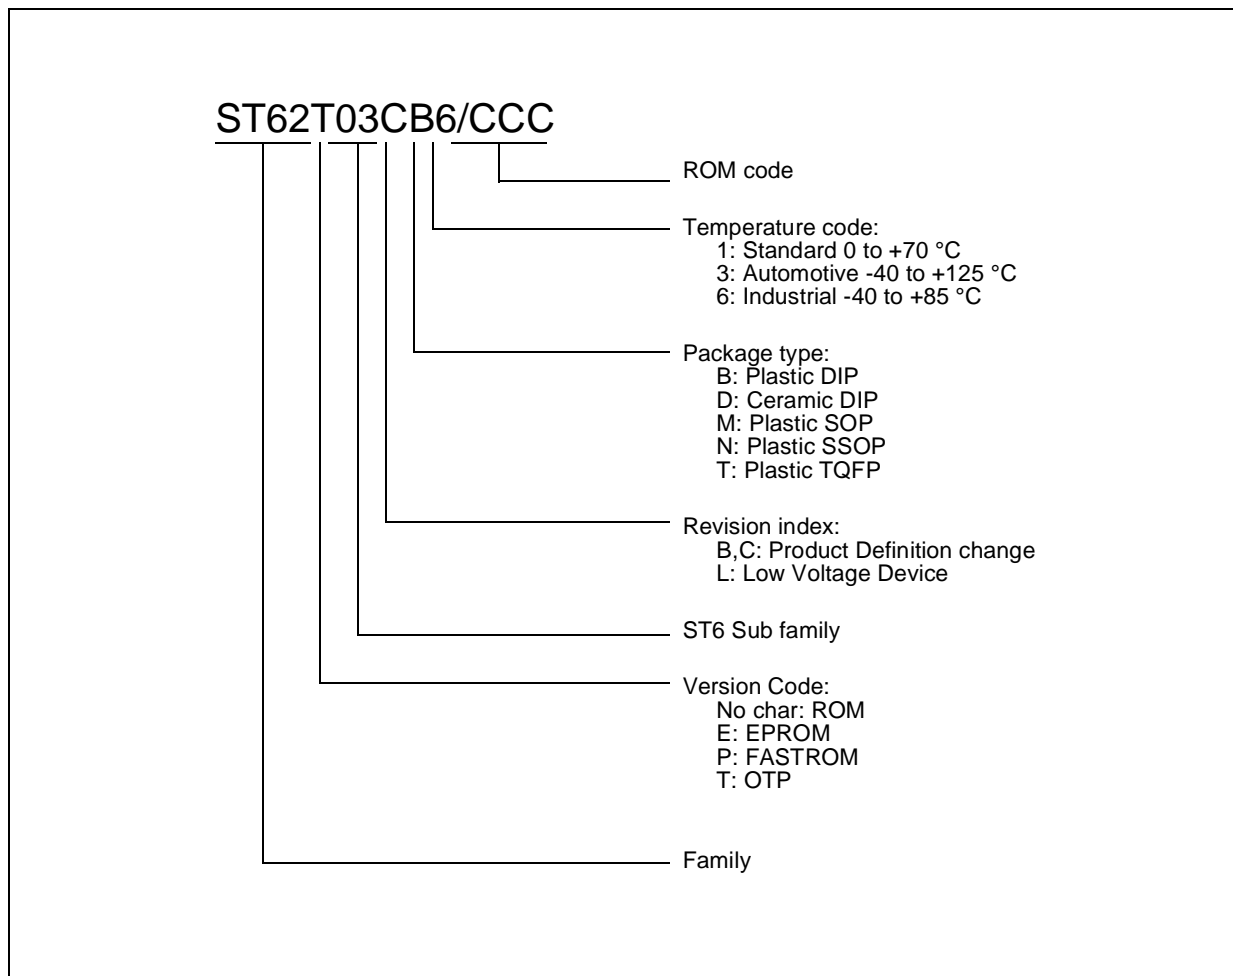 ST62T03CB6/CCC
ROM code
Temperature code:
1: Standard 0 to +70 °C
3: Automotive -40 to +125 °C
6: Industrial -40 to +85 °C
Package type:
B: Plastic DIP
D: Ceramic DIP
M: Plastic SOP
N: Plastic SSOP
T: Plastic TQFP
Revision index:
B,C: Product Definition change
L: Low Voltage Device
ST6 Sub family
Version Code:
No char: ROM
E: EPROM
P: FASTROM
T: OTP
Family